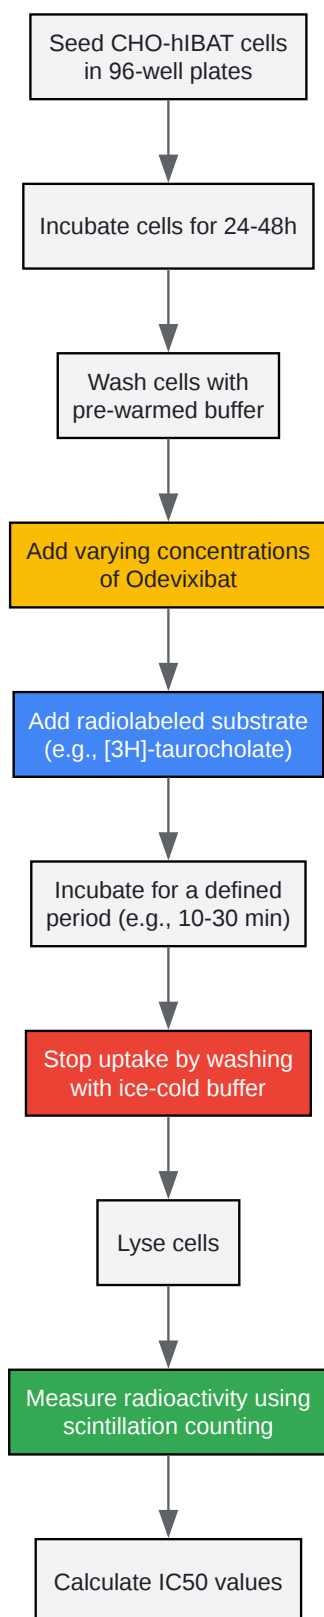 Seed CHO-hIBAT cells
in 96-well plates
Incubate cells for 24-48h
Wash cells with
pre-warmed buffer
Add varying concentrations
of Odevixibat
Add radiolabeled substrate
(e.g., [3H]-taurocholate)
Incubate for a defined
period (e.g., 10-30 min)
Stop uptake by washing
with ice-cold buffer
Lyse cells
Measure radioactivity using
scintillation counting
Calculate IC50 values